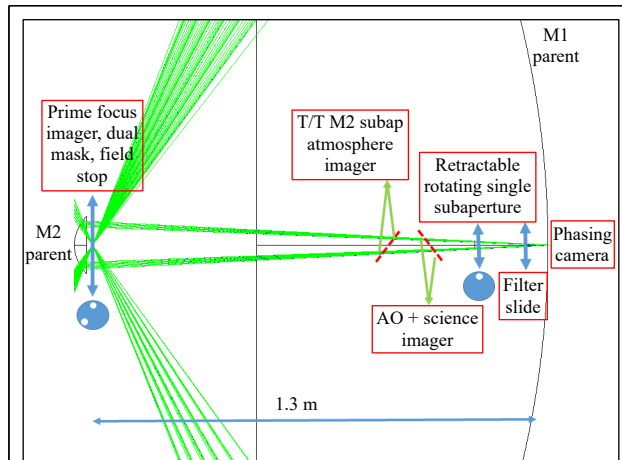 M1
parent
Prime focus
imager, dual
mask, field
stop
T/T M2 subap
atmosphere
imager
Retractable
rotating single
subaperture
M2
parent
Phasing
camera
Filter
slide
AO + science
imager
1.3 m